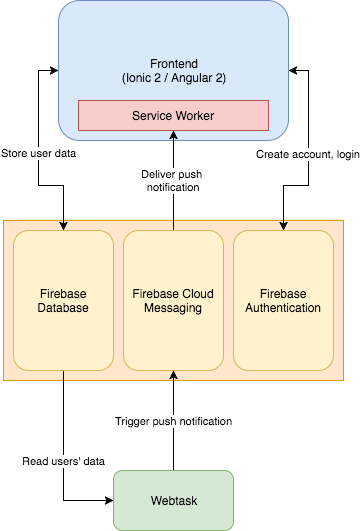 Frontend
(Ionic 2 / Angular 2)
Service Worker
Store user data
Deliver push
notification
Create account, login
Firebase
Database
Firebase Cloud
Messaging
Firebase
Authentication
Trigger push notification
Read users' data
Webtask